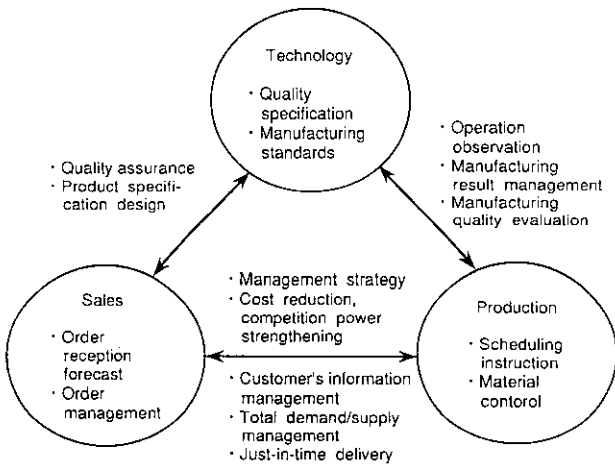 Technology
・Quality
specification
・Manufacturing
standards
・Quality assurance
・Product specifi-
cation design
・Operation
observation
・Manufacturing
result management
・Manufacturing
quality evaluation
Sales
・Order
reception
forecast
・Order
management
・Management strategy
・Cost reduction,
competition power
strengthening
・Customer's information
management
・Total demand/supply
management
・Just-in-time delivery
Production
・Scheduling
instruction
・Material
contorol